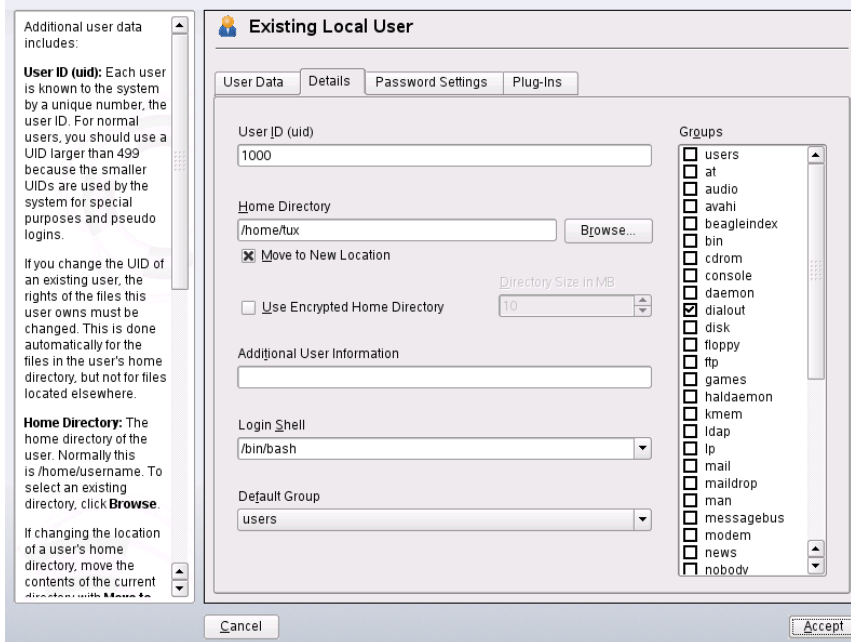 Additional user data
includes:
User ID (uid): Each user
is known to the system
by a unique number, the
user ID. For normal
users, you should use a
UID larger than 499
because the smaller
UIDs are used by the
system for special
purposes and pseudo
logins.
If you change the UID of
an existing user, the
rights of the files this
user owns must be
changed. This is done
automatically for the
files in the user's home
directory, but not for files
located elsewhere.
Home Directory: The
home directory of the
user. Normally this
is /home/username. To
select an existing
directory, click Browse.
If changing the location
of a user's home
directory, move the
contents of the current
directory with Move to
Existing Local User
User Data
Details
Password Settings
Plug-Ins
User ID (uid)
1000
Home Directory
/home/tux
Browse...
Move to New Location
Directory Size in MB
Use Encrypted Home Directory
10
Additional User Information
Login Shell
/bin/bash
Default Group
users
Groups
users
at
audio
avahi
beagleindex
bin
cdrom
console
daemon
dialout
disk
floppy
ftp
games
haldaemon
kmem
ldap
lp
mail
maildrop
man
messagebus
modem
news
nobody
Cancel
Accept